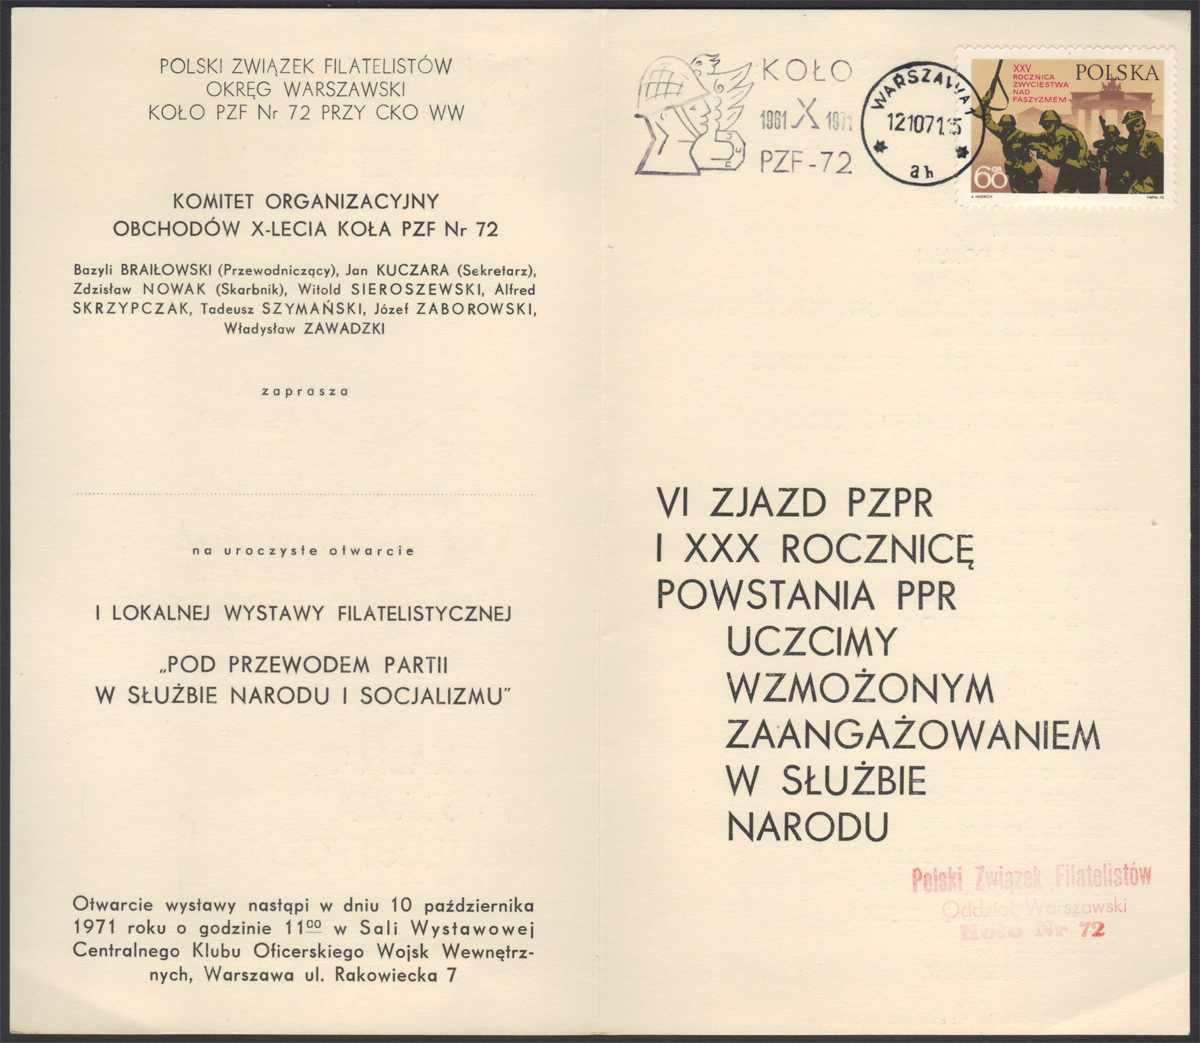 POLSKI ZWIĄZEK FILATELISTÓW
OKRĘG WARSZAWSKI
KOŁO PZF Nr 72 PRZY CKO WW
KOMITET ORGANIZACYJNY
OBCHODÓW X-LECIA KOŁA PZF Nr 72
Bazyli BRAIŁOWSKI (Przewodniczący), Jan KUCZARA (Sekretarz),
Zdzisław NOWAK (Skarbnik), Witold SIEROSZEWSKI, Alfred
SKRZYPCZAK, Tadeusz SZYMAŃSKI, Józef ZABOROWSKI,
Władysław ZAWADZKI
zaprasza
na uroczyste otwarcie
I LOKALNEJ WYSTAWY FILATELISTYCZNEJ
„POD PRZEWODEM PARTII
W SŁUŻBIE NARODU I SOCJALIZMU"
Otwarcie wystawy nastąpi w dniu 10 października
1971 roku o godzinie 11⁰⁰ w Sali Wystawowej
Centralnego Klubu Oficerskiego Wojsk Wewnętrz-
nych, Warszawa ul. Rakowiecka 7
KOŁO
1961 X 1971
PZF-72
WARSZAWA 1
121071.15
ah
XXV
ROCZNICA
ZWYCIĘSTWA
NAD
FASZYZMEM
POLSKA
60 GR
VI ZJAZD PZPR
I XXX ROCZNICĘ
POWSTANIA PPR
UCZCIMY
WZMOŻONYM
ZAANGAŻOWANIEM
W SŁUŻBIE
NARODU
Polski Związek Filatelistów
Oddział Warszawski
Koło Nr 72